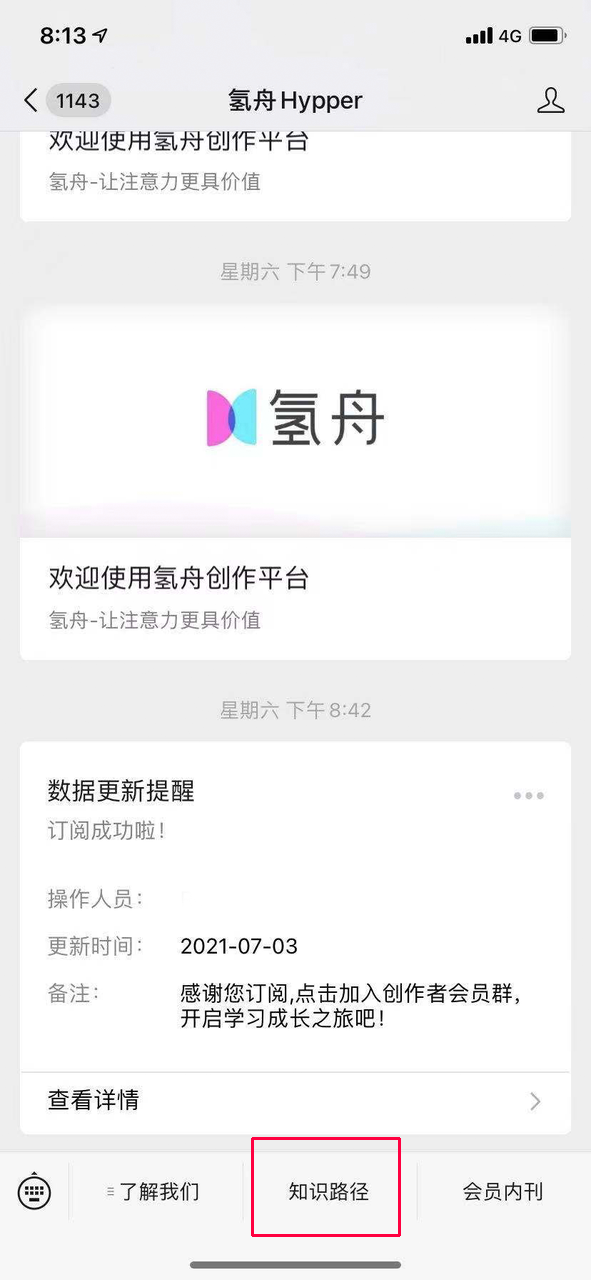 8:13
4G
1143
氢舟Hypper
欢迎使用氢舟创作平台
氢舟-让注意力更具价值
星期六 下午7:49
氢舟
欢迎使用氢舟创作平台
氢舟-让注意力更具价值
星期六 下午8:42
数据更新提醒
订阅成功啦!
操作人员:
更新时间: 2021-07-03
备注: 感谢您订阅,点击加入创作者会员群,
开启学习成长之旅吧!
查看详情
了解我们
知识路径
会员内刊